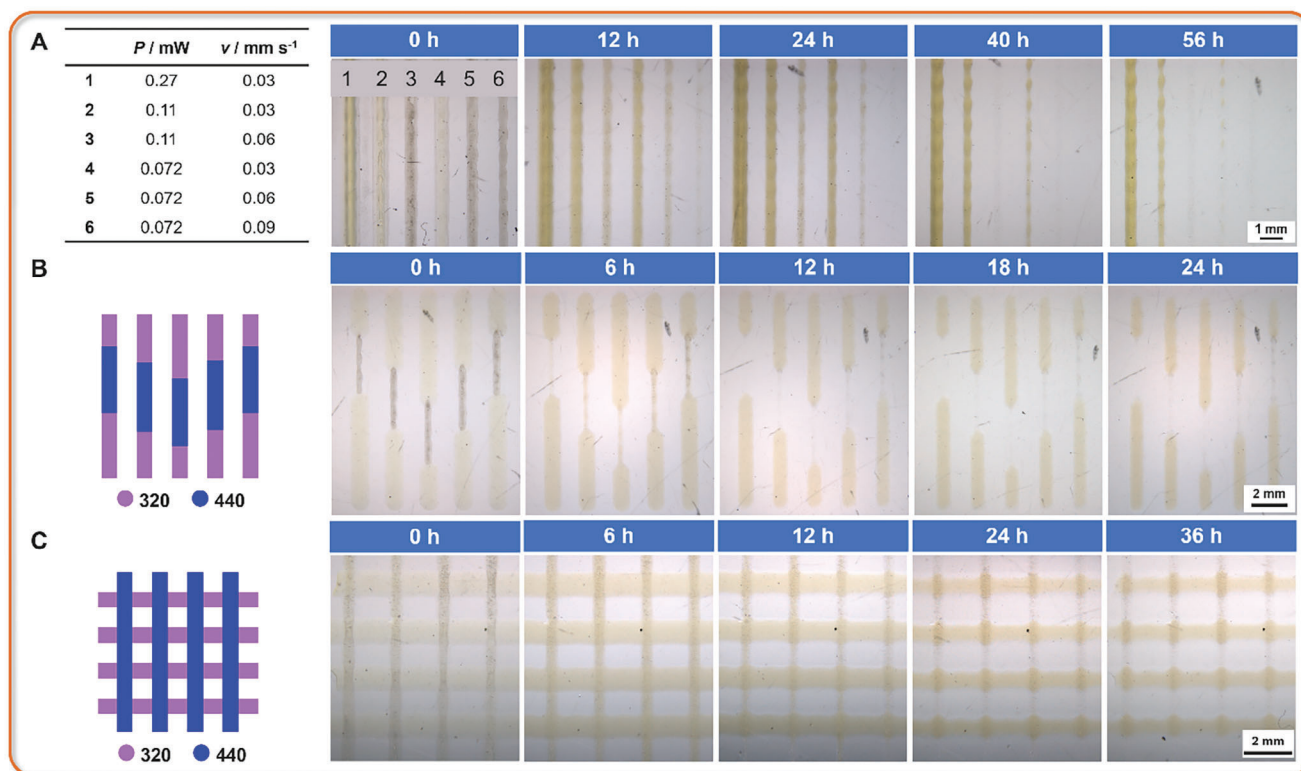 A
P / mW v / mm s⁻¹
1 0.27 0.03
2 0.11 0.03
3 0.11 0.06
4 0.072 0.03
5 0.072 0.06
6 0.072 0.09
0 h 12 h 24 h 40 h 56 h
1 2 3 4 5 6
1 mm
B
0 h 6 h 12 h 18 h 24 h
320 440
2 mm
C
0 h 6 h 12 h 24 h 36 h
320 440
2 mm